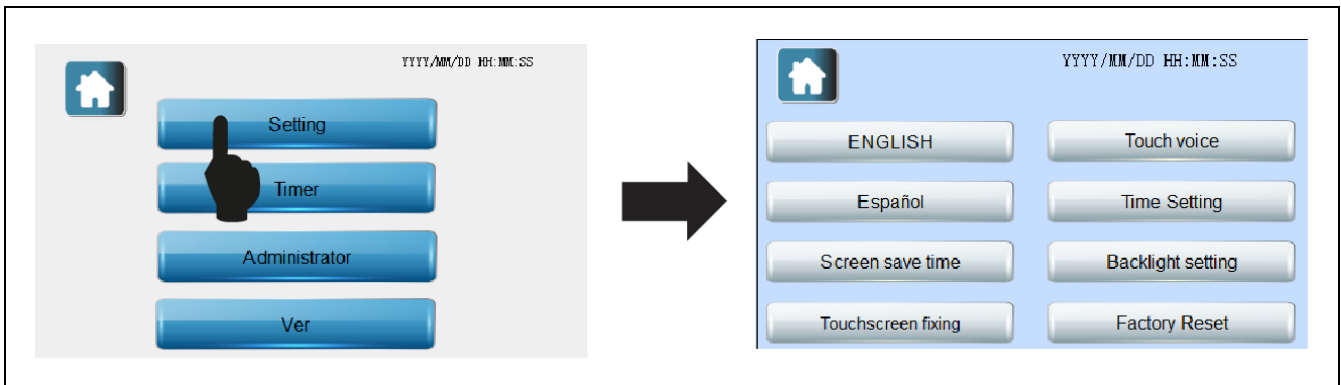 YYYY/MM/DD HH:MM:SS
Setting
Timer
Administrator
Ver
YYYY/MM/DD HH:MM:SS
ENGLISH
Touch voice
Español
Time Setting
Screen save time
Backlight setting
Touchscreen fixing
Factory Reset